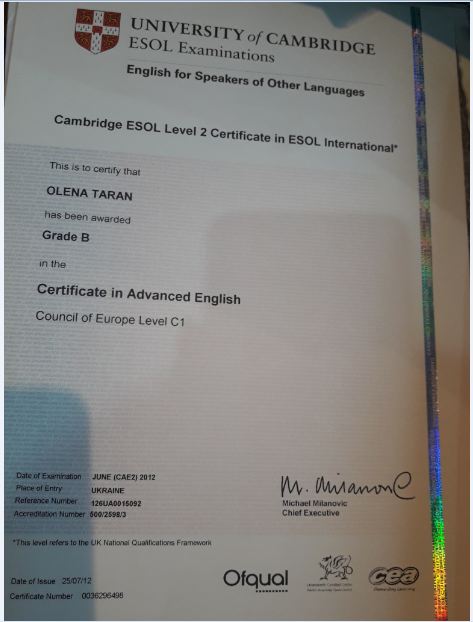 UNIVERSITY of CAMBRIDGE
ESOL Examinations
English for Speakers of Other Languages
Cambridge ESOL Level 2 Certificate in ESOL International*
This is to certify that
OLENA TARAN
has been awarded
Grade B
in the
Certificate in Advanced English
Council of Europe Level C1
Date of Examination JUNE (CAE2) 2012
Place of Entry UKRAINE
Reference Number 126UA0015092
Accreditation Number 500/2598/3
M. Milanovic
Michael Milanovic
Chief Executive
*This level refers to the UK National Qualifications Framework
Date of Issue 25/07/12
Certificate Number 0036296496
Ofqual
cea